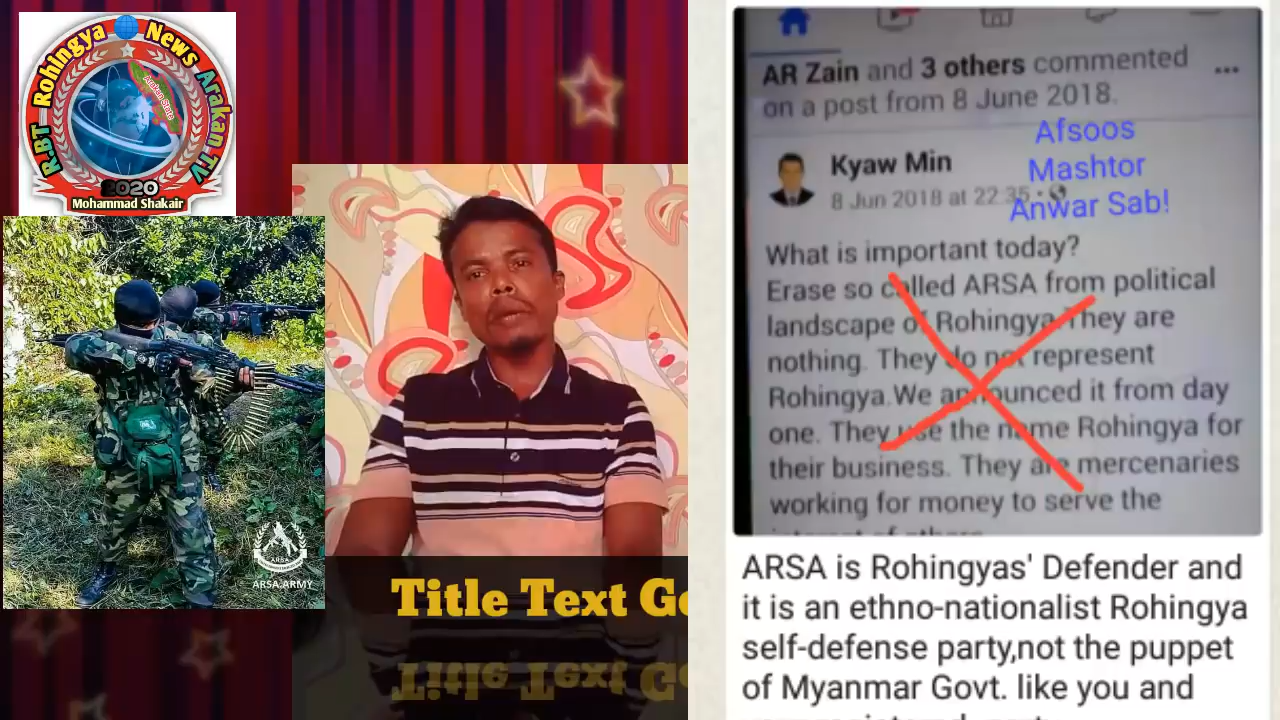 R.B.T Rohingya News Arakan TV
Arakan State
2020
Mohammad Shakair
ARSA ARMY
Title Text Go
AR Zain and 3 others commented
on a post from 8 June 2018.
Afsoos
Mashtor
Anwar Sab!
Kyaw Min
8 Jun 2018 at 22:35
What is important today?
Erase so called ARSA from political
landscape of Rohingya.They are
nothing. They do not represent
Rohingya.We announced it from day
one. They use the name Rohingya for
their business. They are mercenaries
working for money to serve the
ARSA is Rohingyas' Defender and
it is an ethno-nationalist Rohingya
self-defense party,not the puppet
of Myanmar Govt. like you and